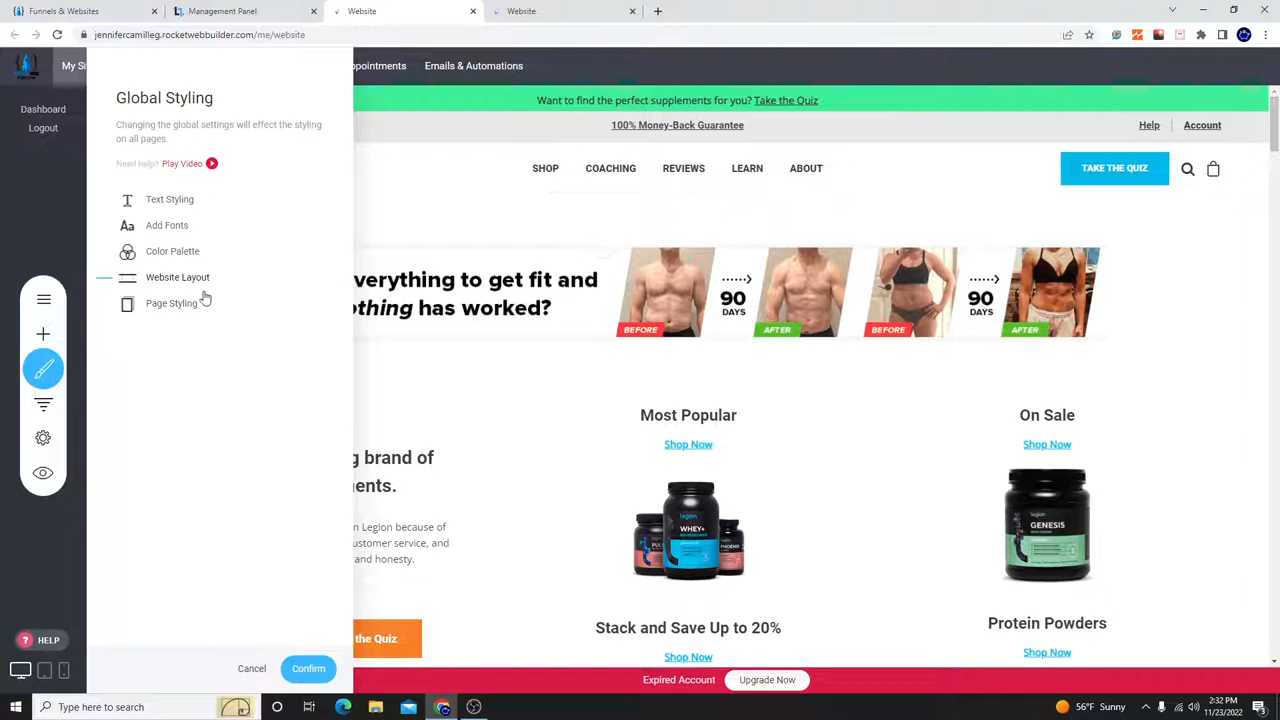 Funnels & Websites
Management Panel
Website
Website
jennifercamilleg.rocketwebbuilder.com/me/website
My Si
ppointments
Emails & Automations
Dashboard
Logout
Global Styling
Changing the global settings will effect the styling
on all pages.
Need help? Play Video
Text Styling
Add Fonts
Color Palette
Website Layout
Page Styling
HELP
Cancel
Confirm
Want to find the perfect supplements for you? Take the Quiz
100% Money-Back Guarantee
Help
Account
SHOP
COACHING
REVIEWS
LEARN
ABOUT
TAKE THE QUIZ
verything to get fit and
othing has worked?
90
DAYS
BEFORE
AFTER
90
DAYS
BEFORE
AFTER
g brand of
ents.
n Legion because of
ustomer service, and
and honesty.
the Quiz
Most Popular
Shop Now
On Sale
Shop Now
legion
WHEY+
legion
GENESIS
Stack and Save Up to 20%
Shop Now
Protein Powders
Shop Now
Expired Account
Upgrade Now
Type here to search
56°F Sunny
2:32 PM
11/23/2022